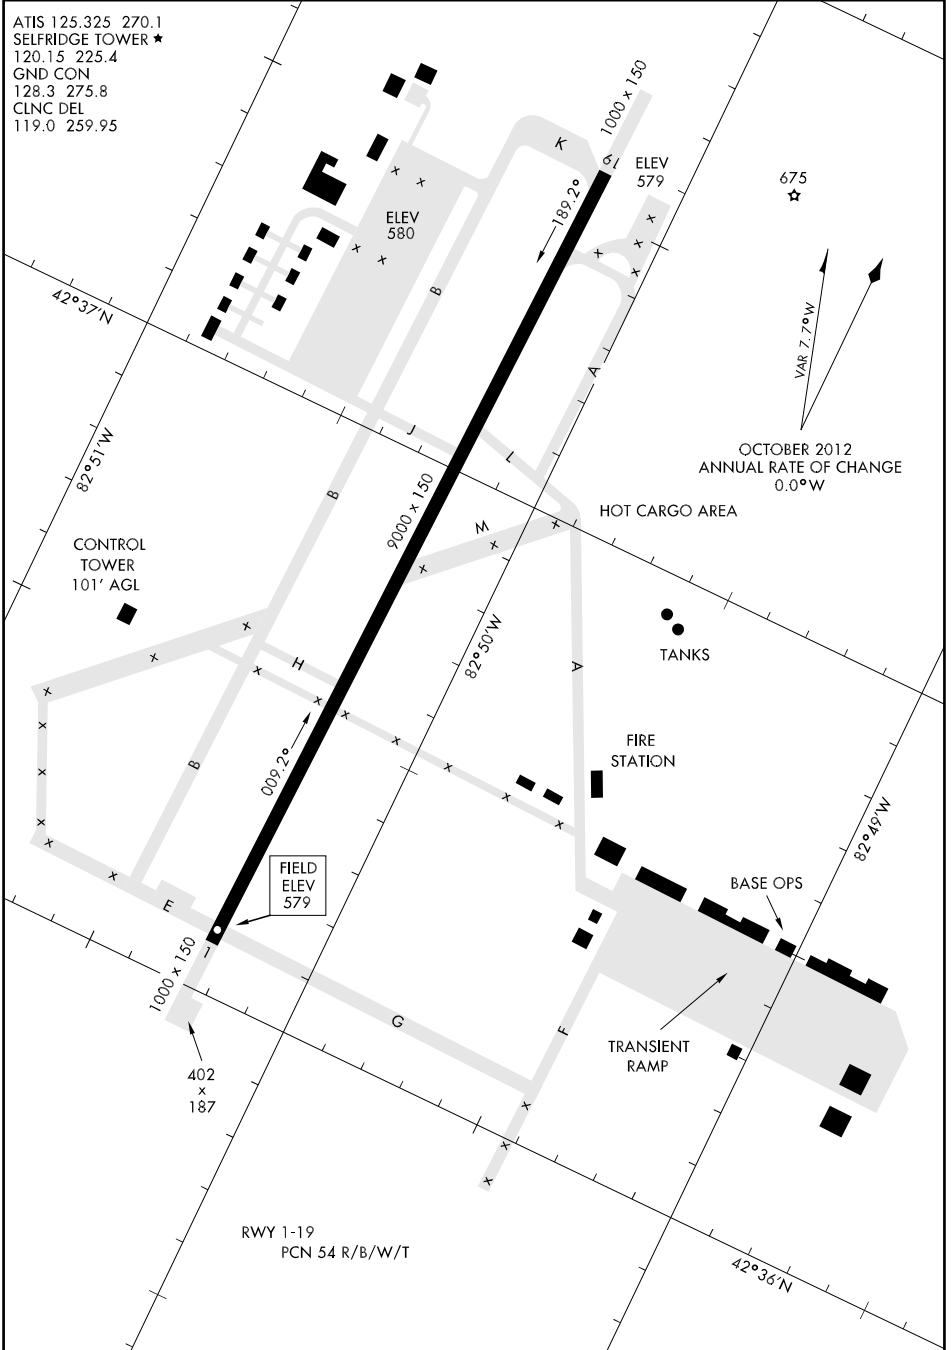 ATIS 125.325 270.1
SELFRIDGE TOWER ★
120.15 225.4
GND CON
128.3 275.8
CLNC DEL
119.0 259.95
1000 x 150
K
19
ELEV
579
675
189.2°
ELEV
580
B
42°37'N
VAR 7.7°W
A
J
L
OCTOBER 2012
ANNUAL RATE OF CHANGE
0.0°W
82°51'W
B
9000 x 150
HOT CARGO AREA
M
CONTROL
TOWER
101' AGL
TANKS
82°50'W
H
A
FIRE
STATION
B
009.2°
82°49'W
FIELD
ELEV
579
BASE OPS
E
1
1000 x 150
G
F
TRANSIENT
RAMP
402
x
187
RWY 1-19
PCN 54 R/B/W/T
42°36'N